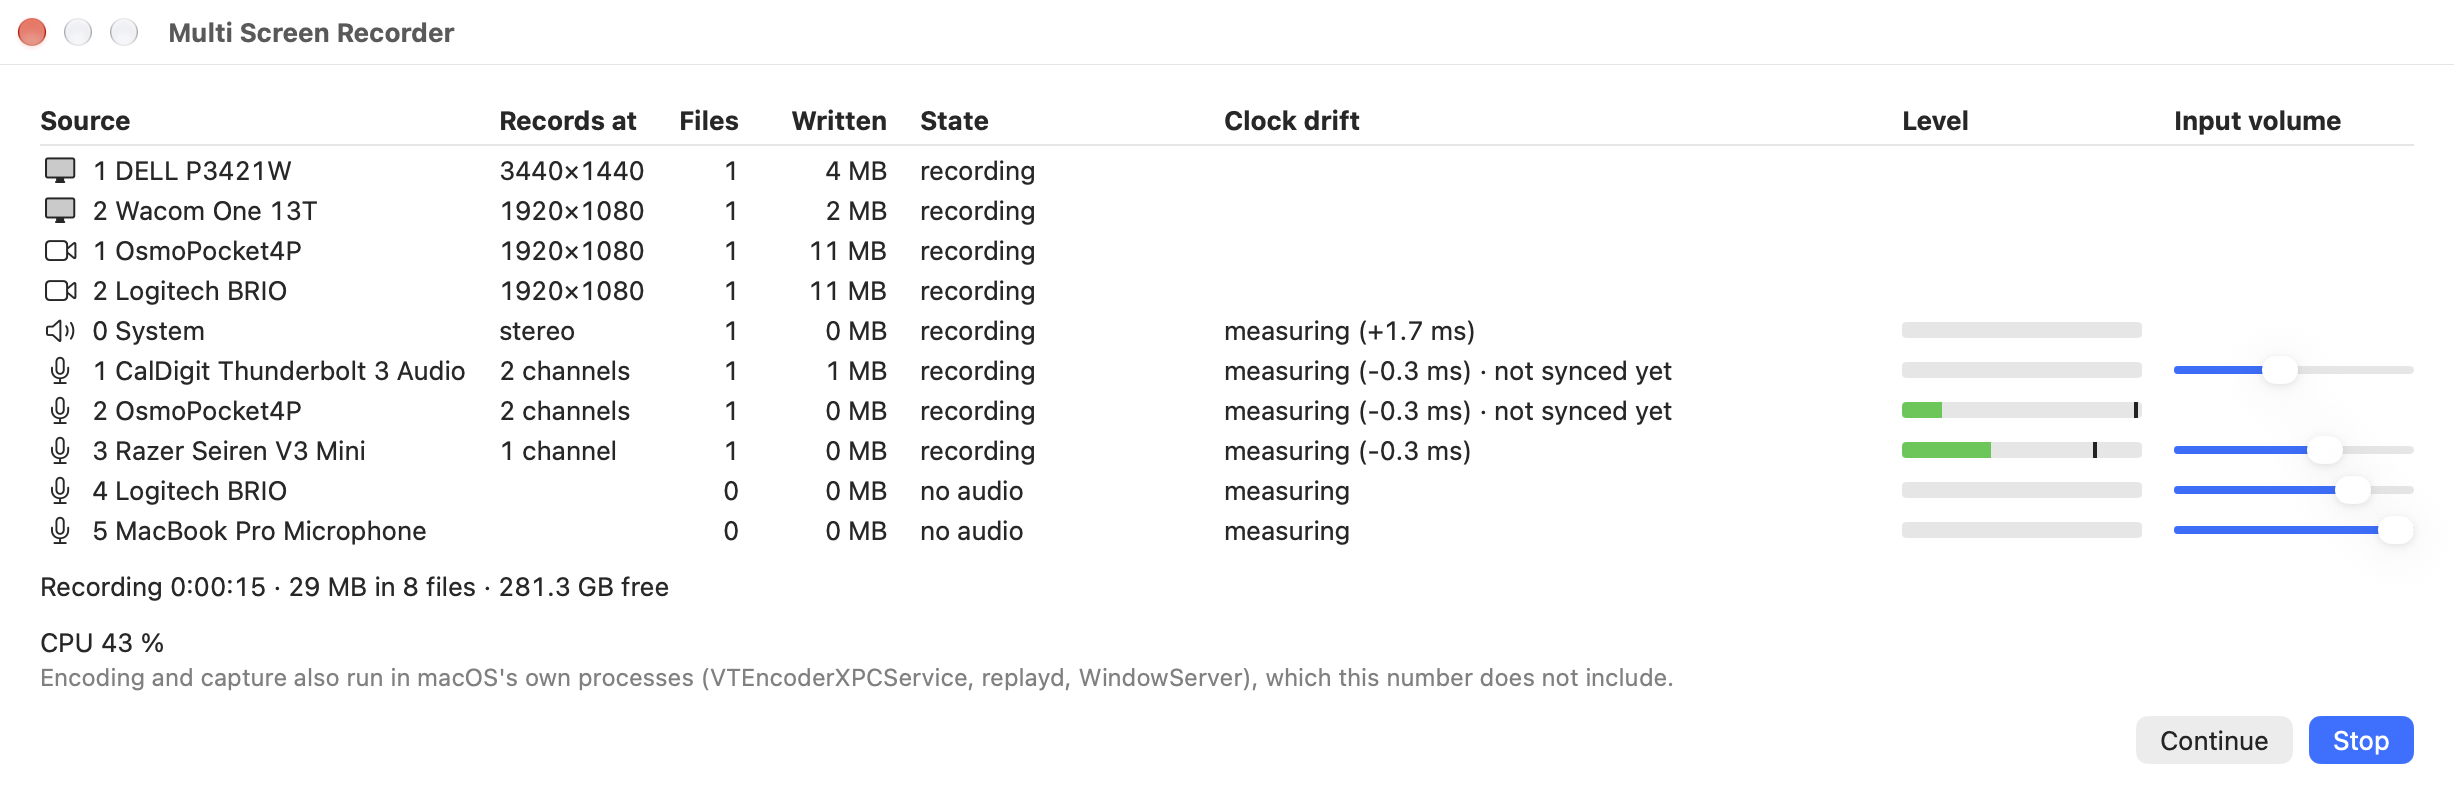 Multi Screen Recorder
Source Records at Files Written State Clock drift Level Input volume
1 DELL P3421W 3440×1440 1 4 MB recording
2 Wacom One 13T 1920×1080 1 2 MB recording
1 OsmoPocket4P 1920×1080 1 11 MB recording
2 Logitech BRIO 1920×1080 1 11 MB recording
0 System stereo 1 0 MB recording measuring (+1.7 ms)
1 CalDigit Thunderbolt 3 Audio 2 channels 1 1 MB recording measuring (-0.3 ms) · not synced yet
2 OsmoPocket4P 2 channels 1 0 MB recording measuring (-0.3 ms) · not synced yet
3 Razer Seiren V3 Mini 1 channel 1 0 MB recording measuring (-0.3 ms)
4 Logitech BRIO 0 0 MB no audio measuring
5 MacBook Pro Microphone 0 0 MB no audio measuring
Recording 0:00:15 · 29 MB in 8 files · 281.3 GB free
CPU 43 %
Encoding and capture also run in macOS's own processes (VTEncoderXPCService, replayd, WindowServer), which this number does not include.
Continue Stop